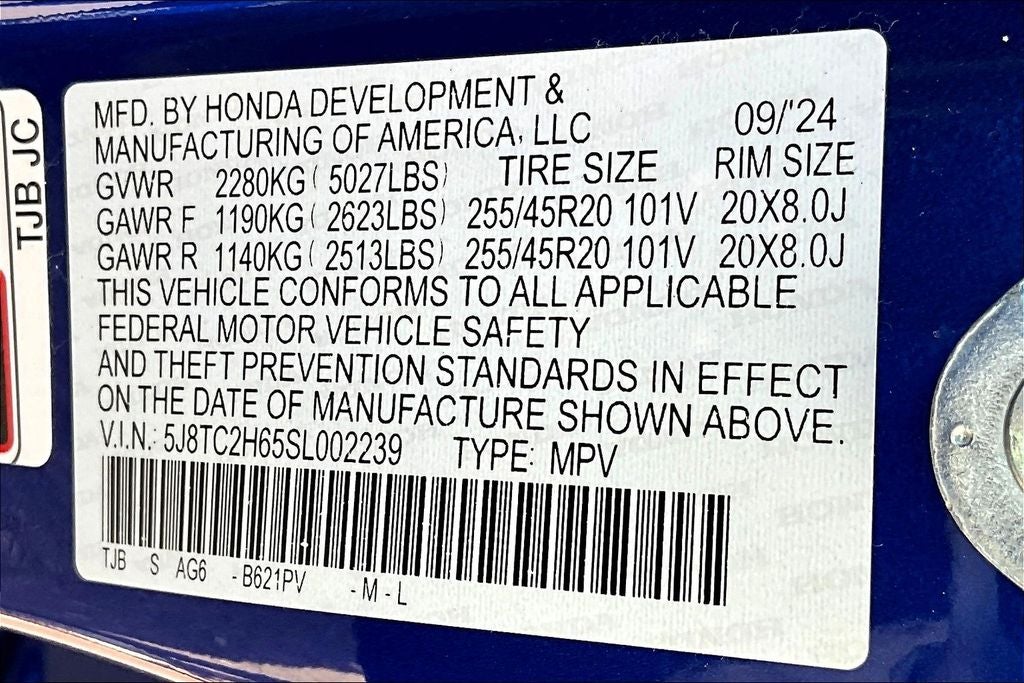 TJB JC
MFD. BY HONDA DEVELOPMENT &
MANUFACTURING OF AMERICA, LLC 09/'24
GVWR 2280KG ( 5027LBS) TIRE SIZE RIM SIZE
GAWR F 1190KG ( 2623LBS) 255/45R20 101V 20X8.0J
GAWR R 1140KG ( 2513LBS) 255/45R20 101V 20X8.0J
THIS VEHICLE CONFORMS TO ALL APPLICABLE
FEDERAL MOTOR VEHICLE SAFETY
AND THEFT PREVENTION STANDARDS IN EFFECT
ON THE DATE OF MANUFACTURE SHOWN ABOVE.
V.I.N.: 5J8TC2H65SL002239 TYPE: MPV
TJB S AG6 -B621PV -M-L